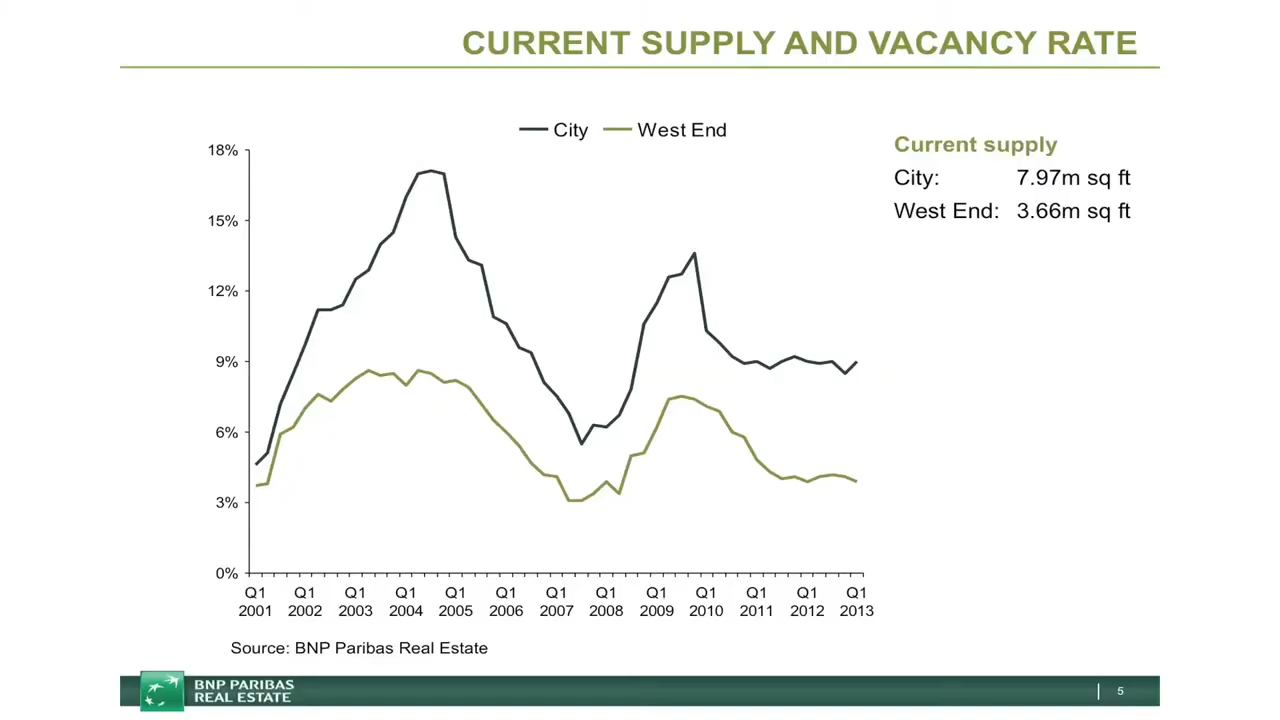 CURRENT SUPPLY AND VACANCY RATE
City West End
Current supply
City: 7.97m sq ft
West End: 3.66m sq ft
18%
15%
12%
9%
6%
3%
0%
Q1 Q1 Q1 Q1 Q1 Q1 Q1 Q1 Q1 Q1 Q1 Q1 Q1
2001 2002 2003 2004 2005 2006 2007 2008 2009 2010 2011 2012 2013
Source: BNP Paribas Real Estate
BNP PARIBAS
REAL ESTATE
5